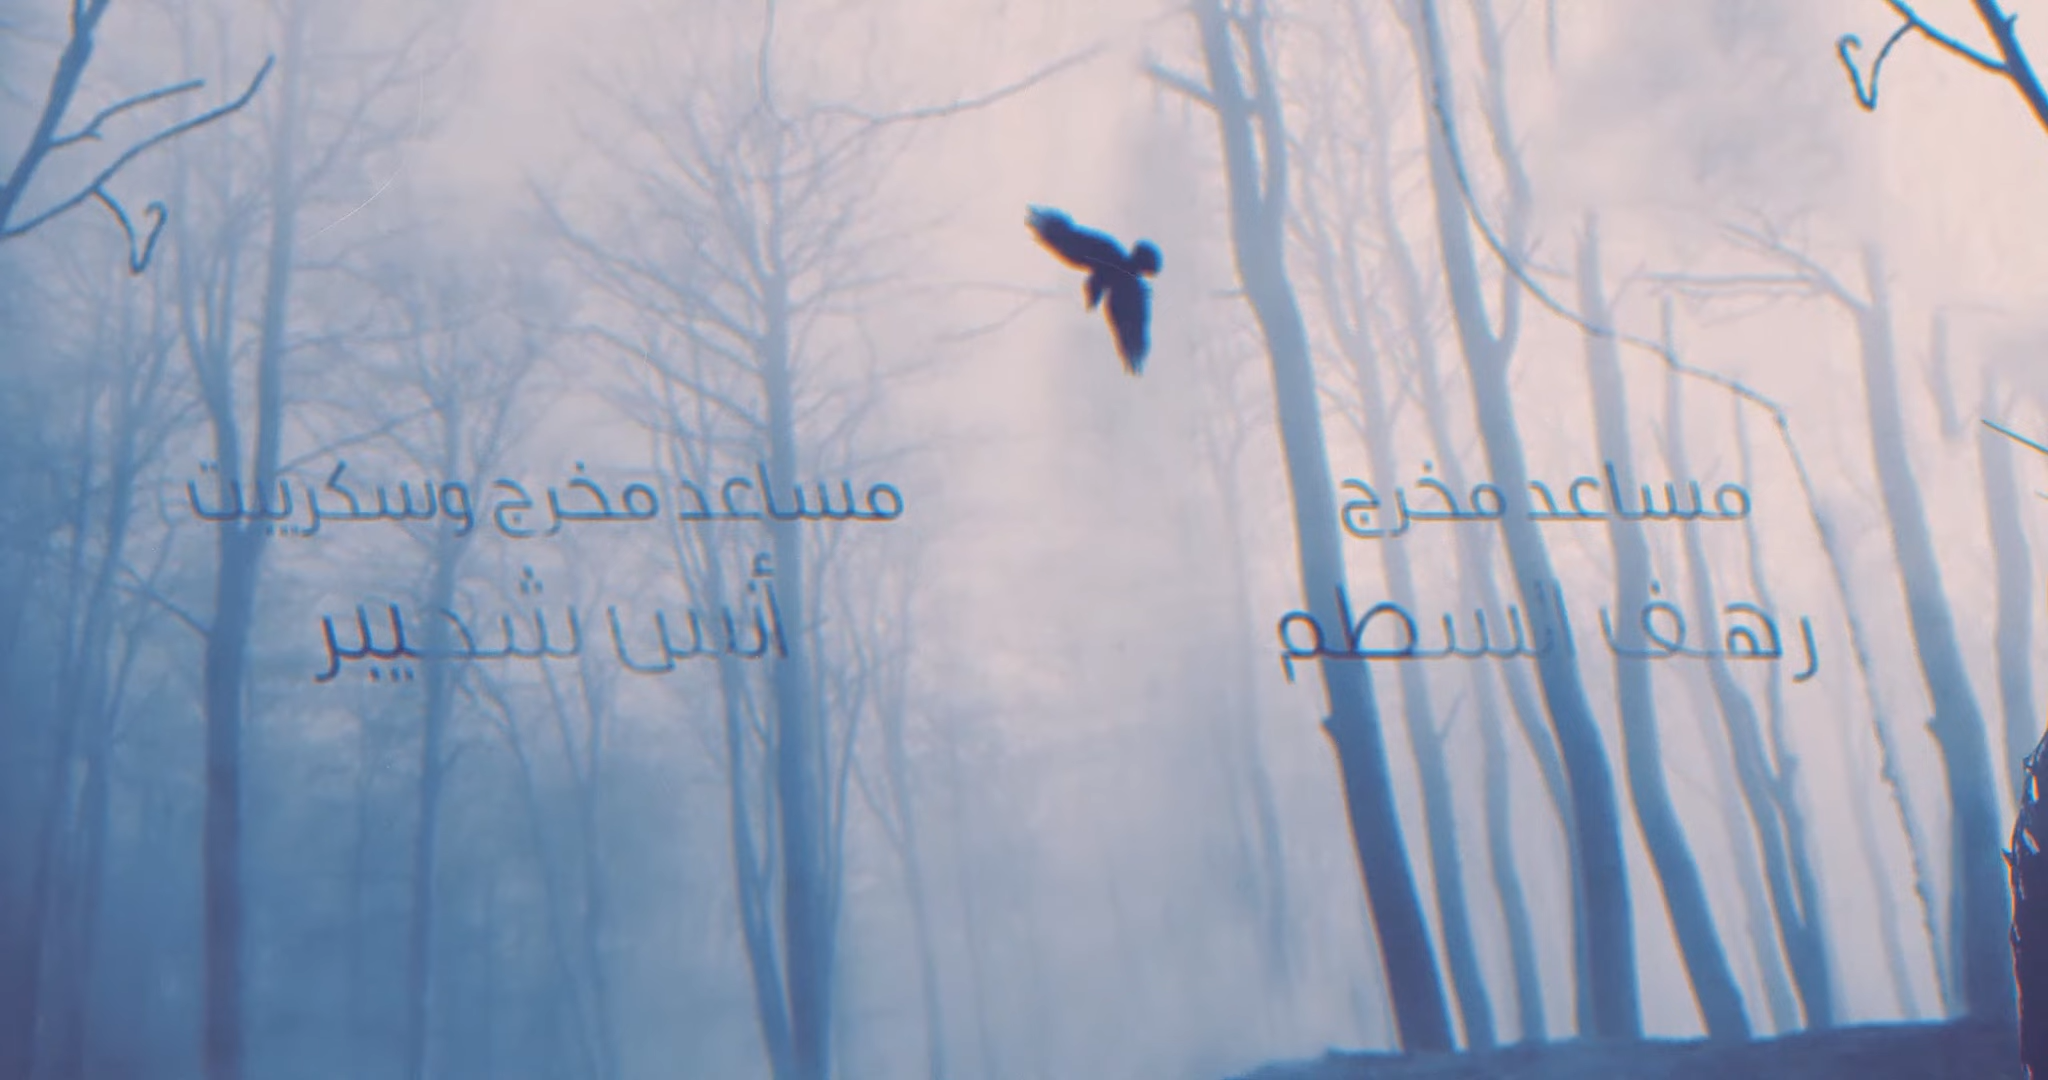 مساعد مخرج
رهف السطم
مساعد مخرج وسكريبت
أنس شحيبر